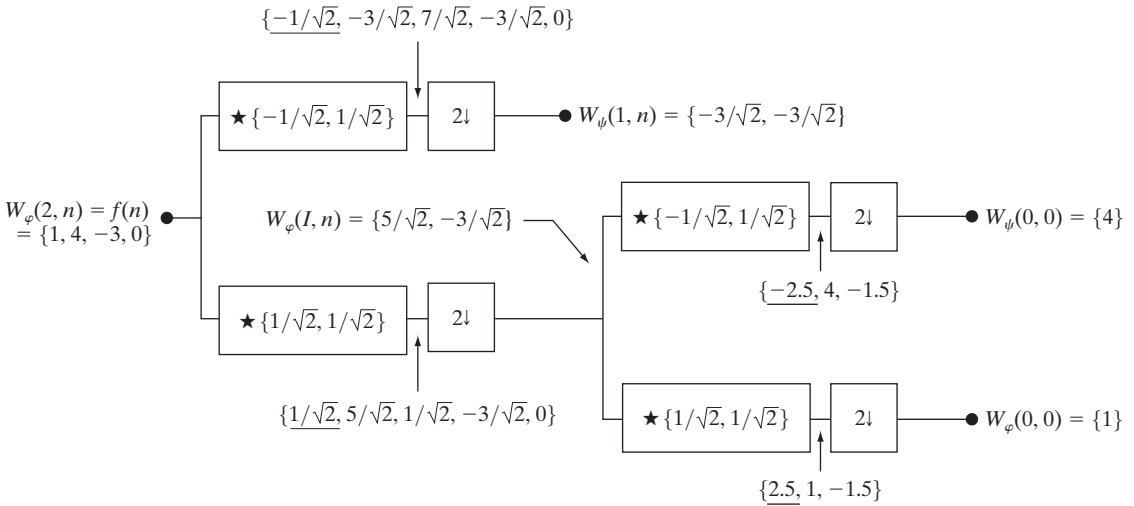 {−1/√2, −3/√2, 7/√2, −3/√2, 0}
★ {−1/√2, 1/√2}
2↓
W_ψ(1, n) = {−3/√2, −3/√2}
W_φ(2, n) = f(n)
= {1, 4, −3, 0}
W_φ(I, n) = {5/√2, −3/√2}
★ {−1/√2, 1/√2}
2↓
W_ψ(0, 0) = {4}
{−2.5, 4, −1.5}
★ {1/√2, 1/√2}
2↓
{1/√2, 5/√2, 1/√2, −3/√2, 0}
★ {1/√2, 1/√2}
2↓
W_φ(0, 0) = {1}
{2.5, 1, −1.5}